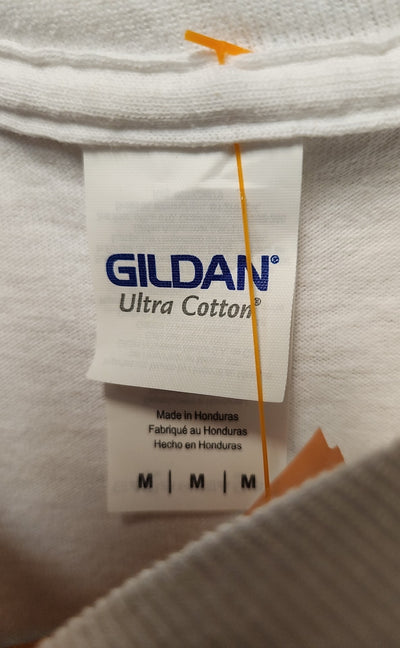 GILDAN®
Ultra Cotton®
Made in Honduras
Fabriqué au Honduras
Hecho en Honduras
M | M | M